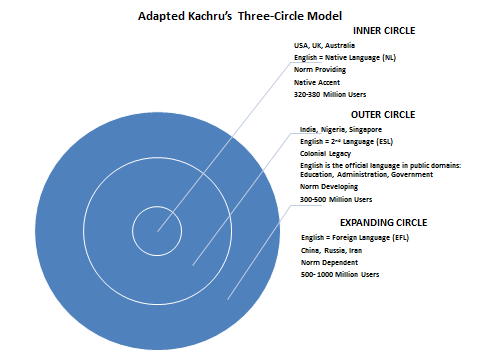 Adapted Kachru's Three-Circle Model
INNER CIRCLE
USA, UK, Australia
English = Native Language (NL)
Norm Providing
Native Accent
320-380 Million Users
OUTER CIRCLE
India, Nigeria, Singapore
English = 2nd Language (ESL)
Colonial Legacy
English is the official language in public domains:
Education, Administration, Government
Norm Developing
300-500 Million Users
EXPANDING CIRCLE
English = Foreign Language (EFL)
China, Russia, Iran
Norm Dependent
500- 1000 Million Users